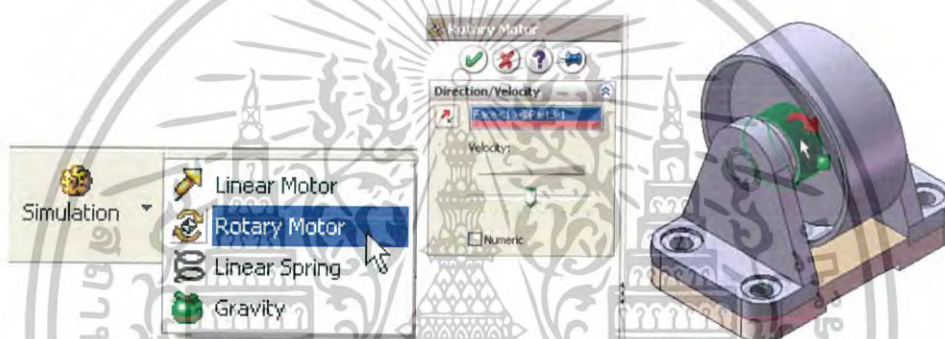 Simulation
Linear Motor
Rotary Motor
Linear Spring
Gravity
Rotary Motor
Direction/Velocity
Velocity:
Numeric